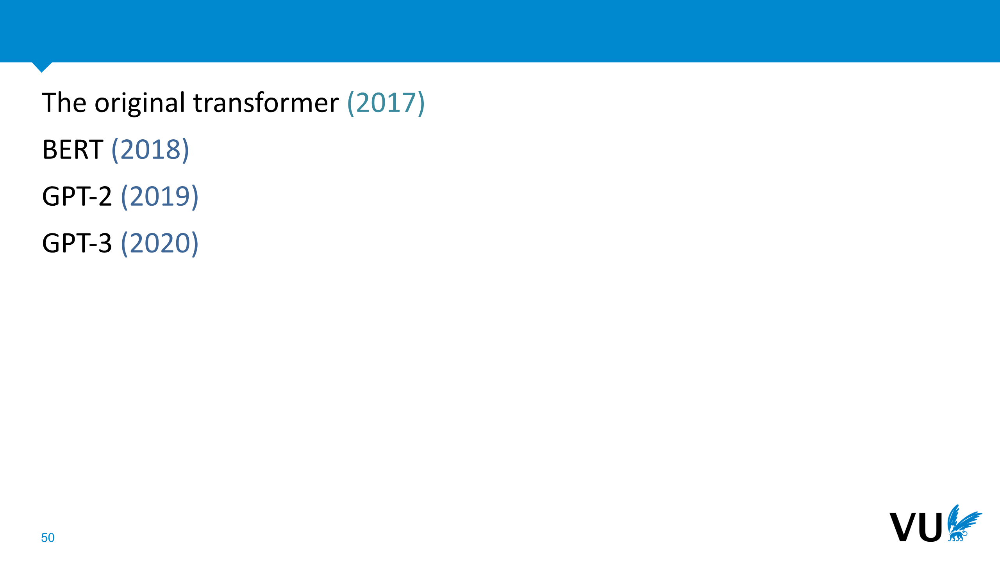 The original transformer (2017)
BERT (2018)
GPT-2 (2019)
GPT-3 (2020)
50
VU